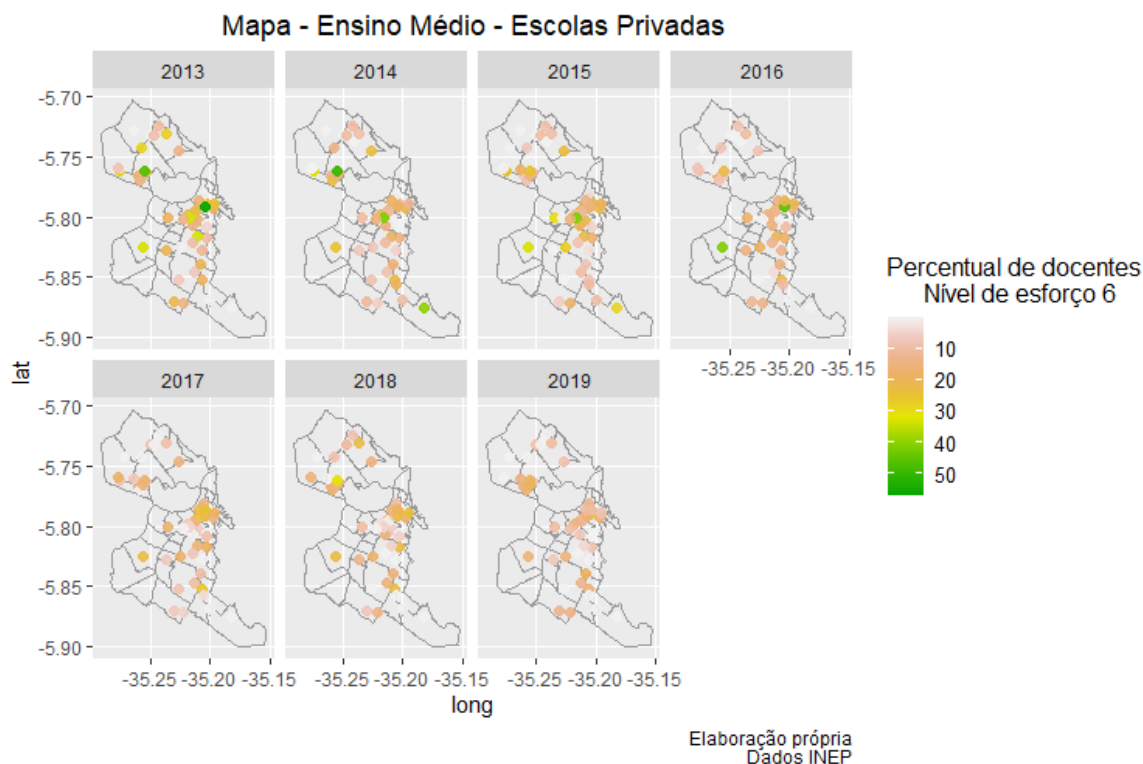 Mapa - Ensino Médio - Escolas Privadas
2013
2014
2015
2016
-5.70
-5.75
-5.80
-5.85
-5.90
-35.25 -35.20 -35.15
2017
2018
2019
-5.70
-5.75
-5.80
-5.85
-5.90
-35.25 -35.20 -35.15
-35.25 -35.20 -35.15
-35.25 -35.20 -35.15
lat
long
Percentual de docentes
Nível de esforço 6
10
20
30
40
50
Elaboração própria
Dados INEP